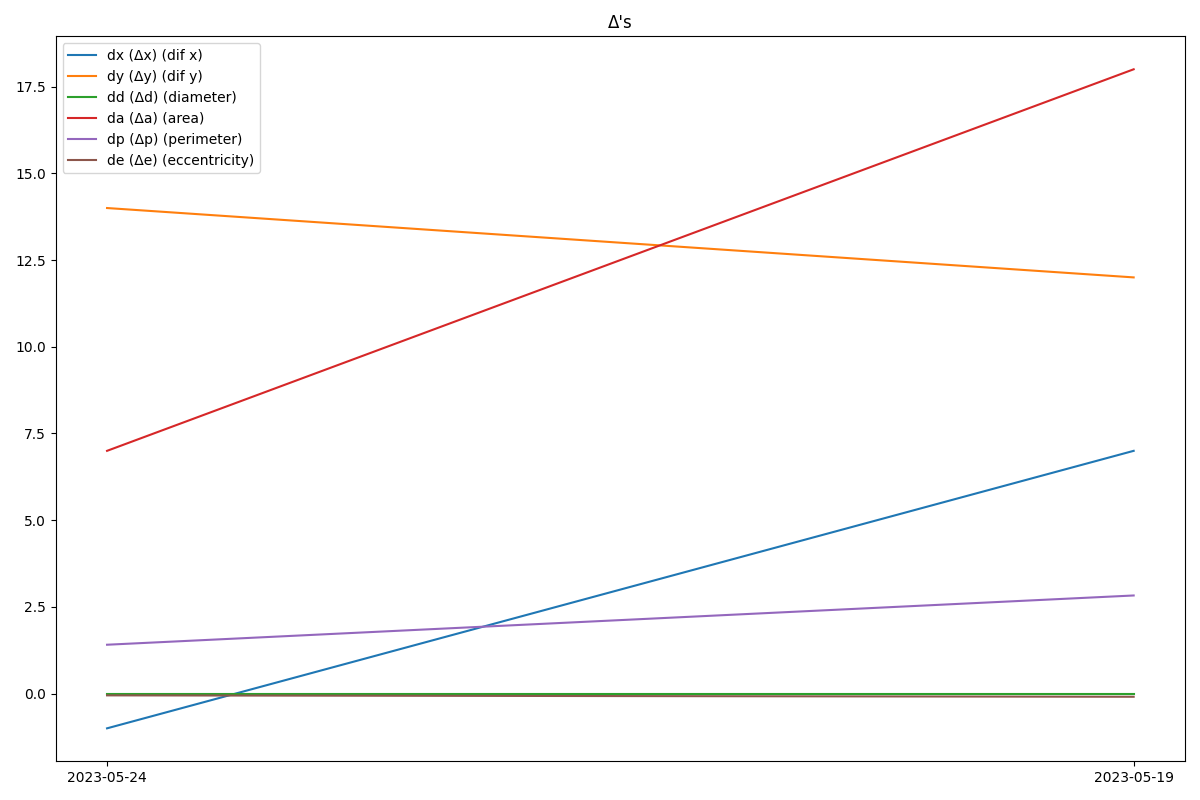 Δ's
dx (Δx) (dif x)
dy (Δy) (dif y)
dd (Δd) (diameter)
da (Δa) (area)
dp (Δp) (perimeter)
de (Δe) (eccentricity)
17.5
15.0
12.5
10.0
7.5
5.0
2.5
0.0
2023-05-24 2023-05-19